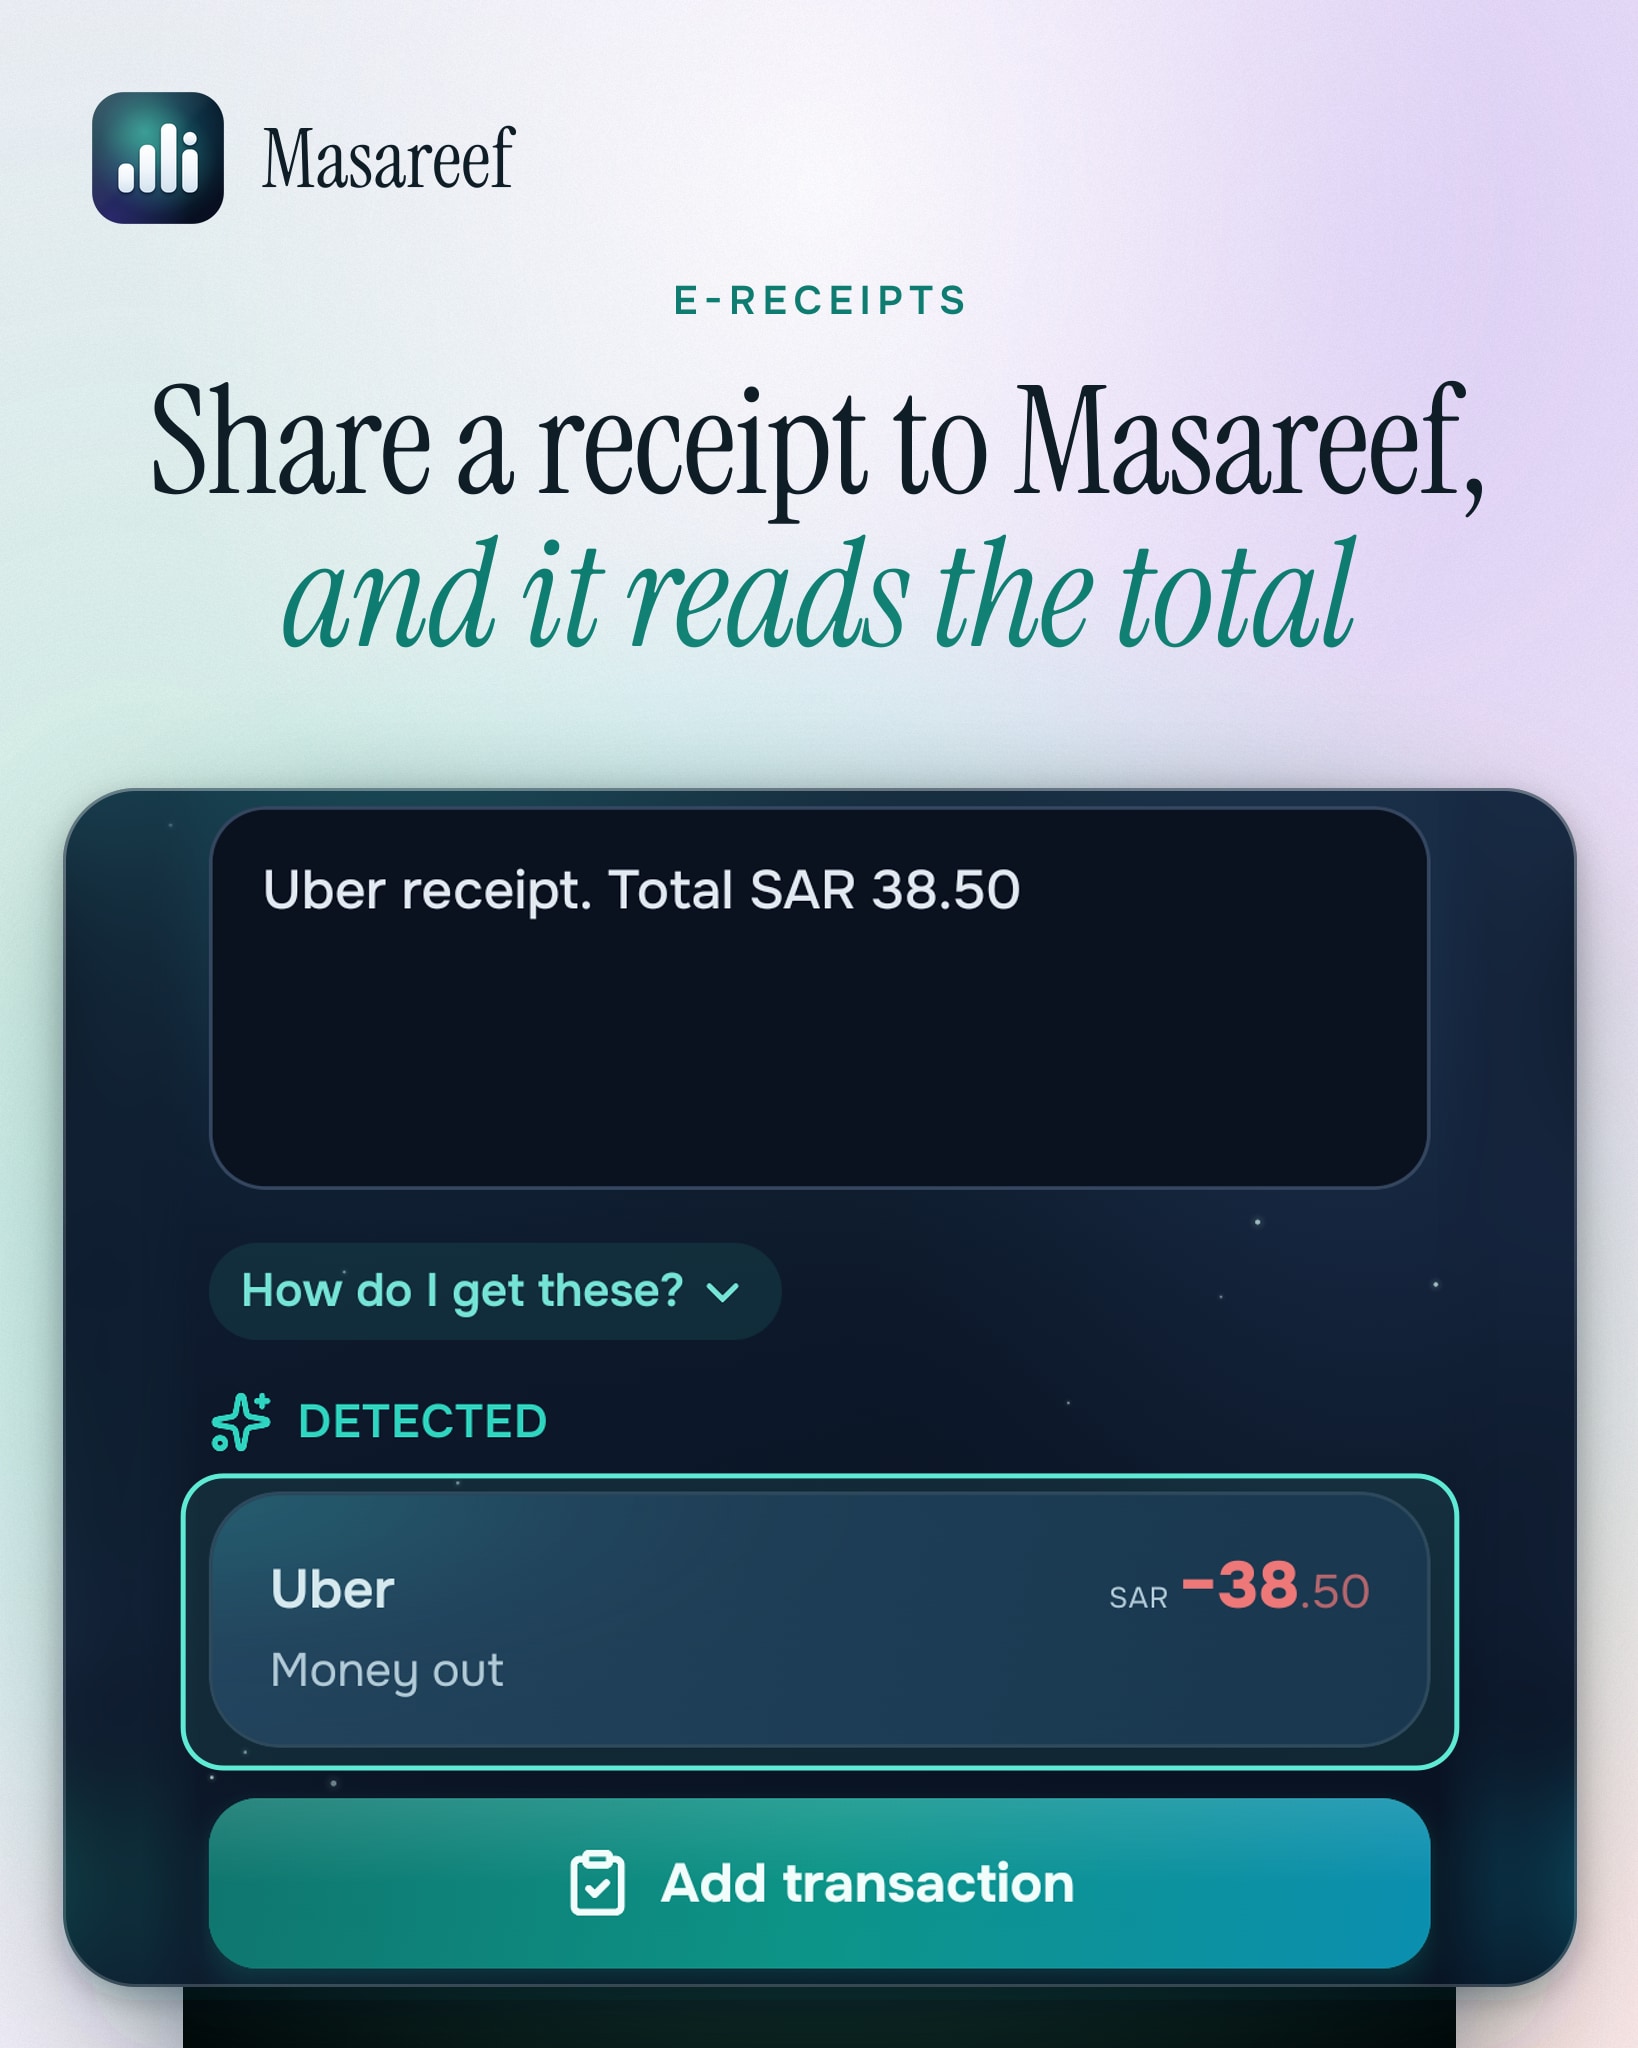 Masareef
E-RECEIPTS
Share a receipt to Masareef,
and it reads the total
Uber receipt. Total SAR 38.50
How do I get these?
DETECTED
Uber
SAR −38.50
Money out
Add transaction